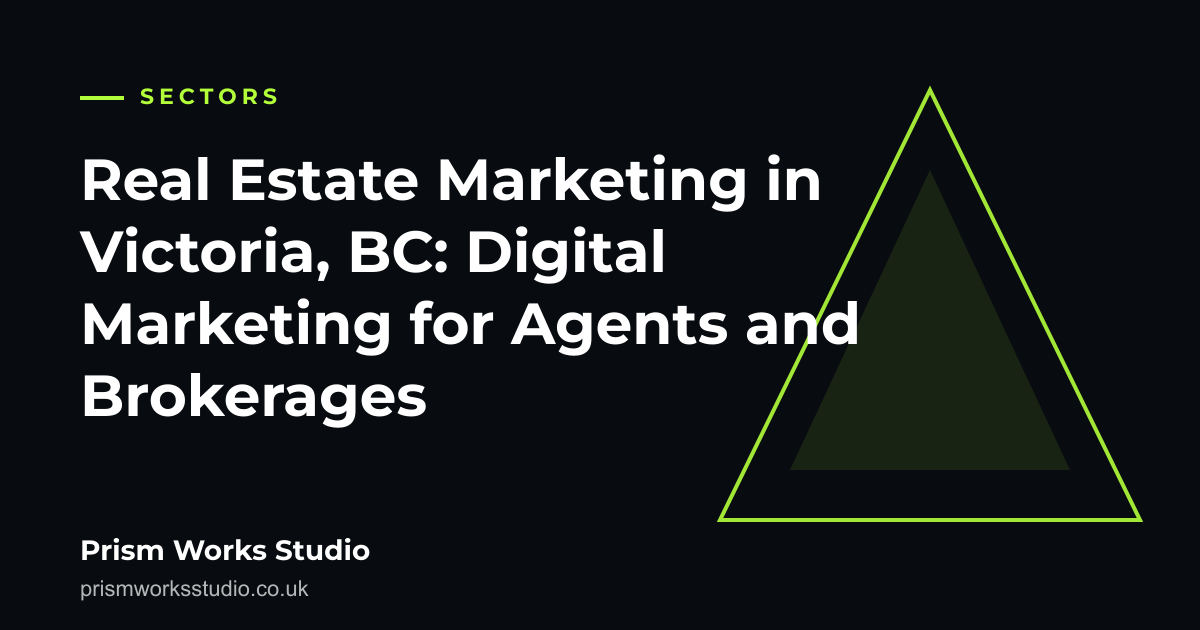 SECTORS
Real Estate Marketing in
Victoria, BC: Digital
Marketing for Agents and
Brokerages
Prism Works Studio
prismworksstudio.co.uk